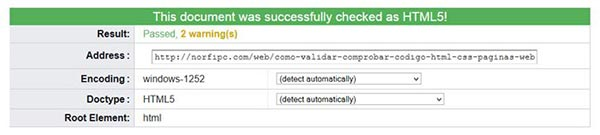 This document was successfully checked as HTML5!
Result: Passed, 2 warning(s)
Address : http://norfipc.com/web/como-validar-comprobar-codigo-html-css-paginas-web
Encoding : windows-1252 (detect automatically)
Doctype : HTML5 (detect automatically)
Root Element: html